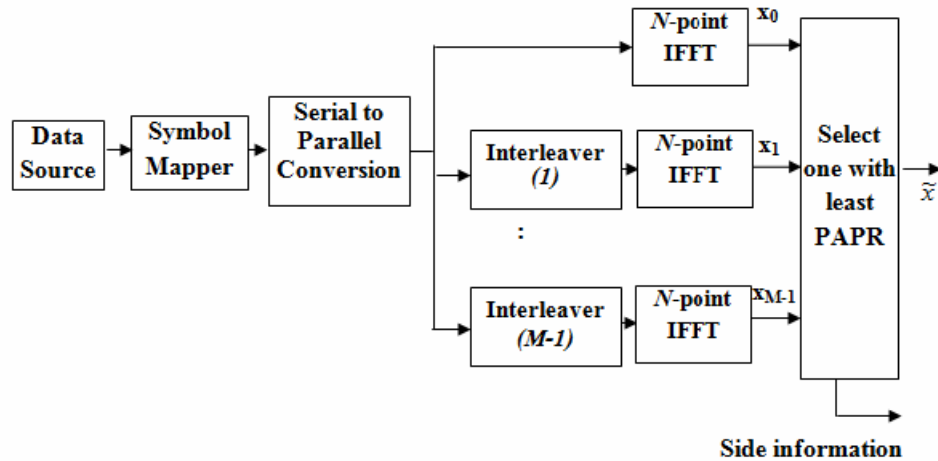 Data
Source
Symbol
Mapper
Serial to
Parallel
Conversion
N-point
IFFT
x₀
Interleaver
(1)
N-point
IFFT
x₁
:
Interleaver
(M-1)
N-point
IFFT
x_{M-1}
Select
one with
least
PAPR
x̃
Side information